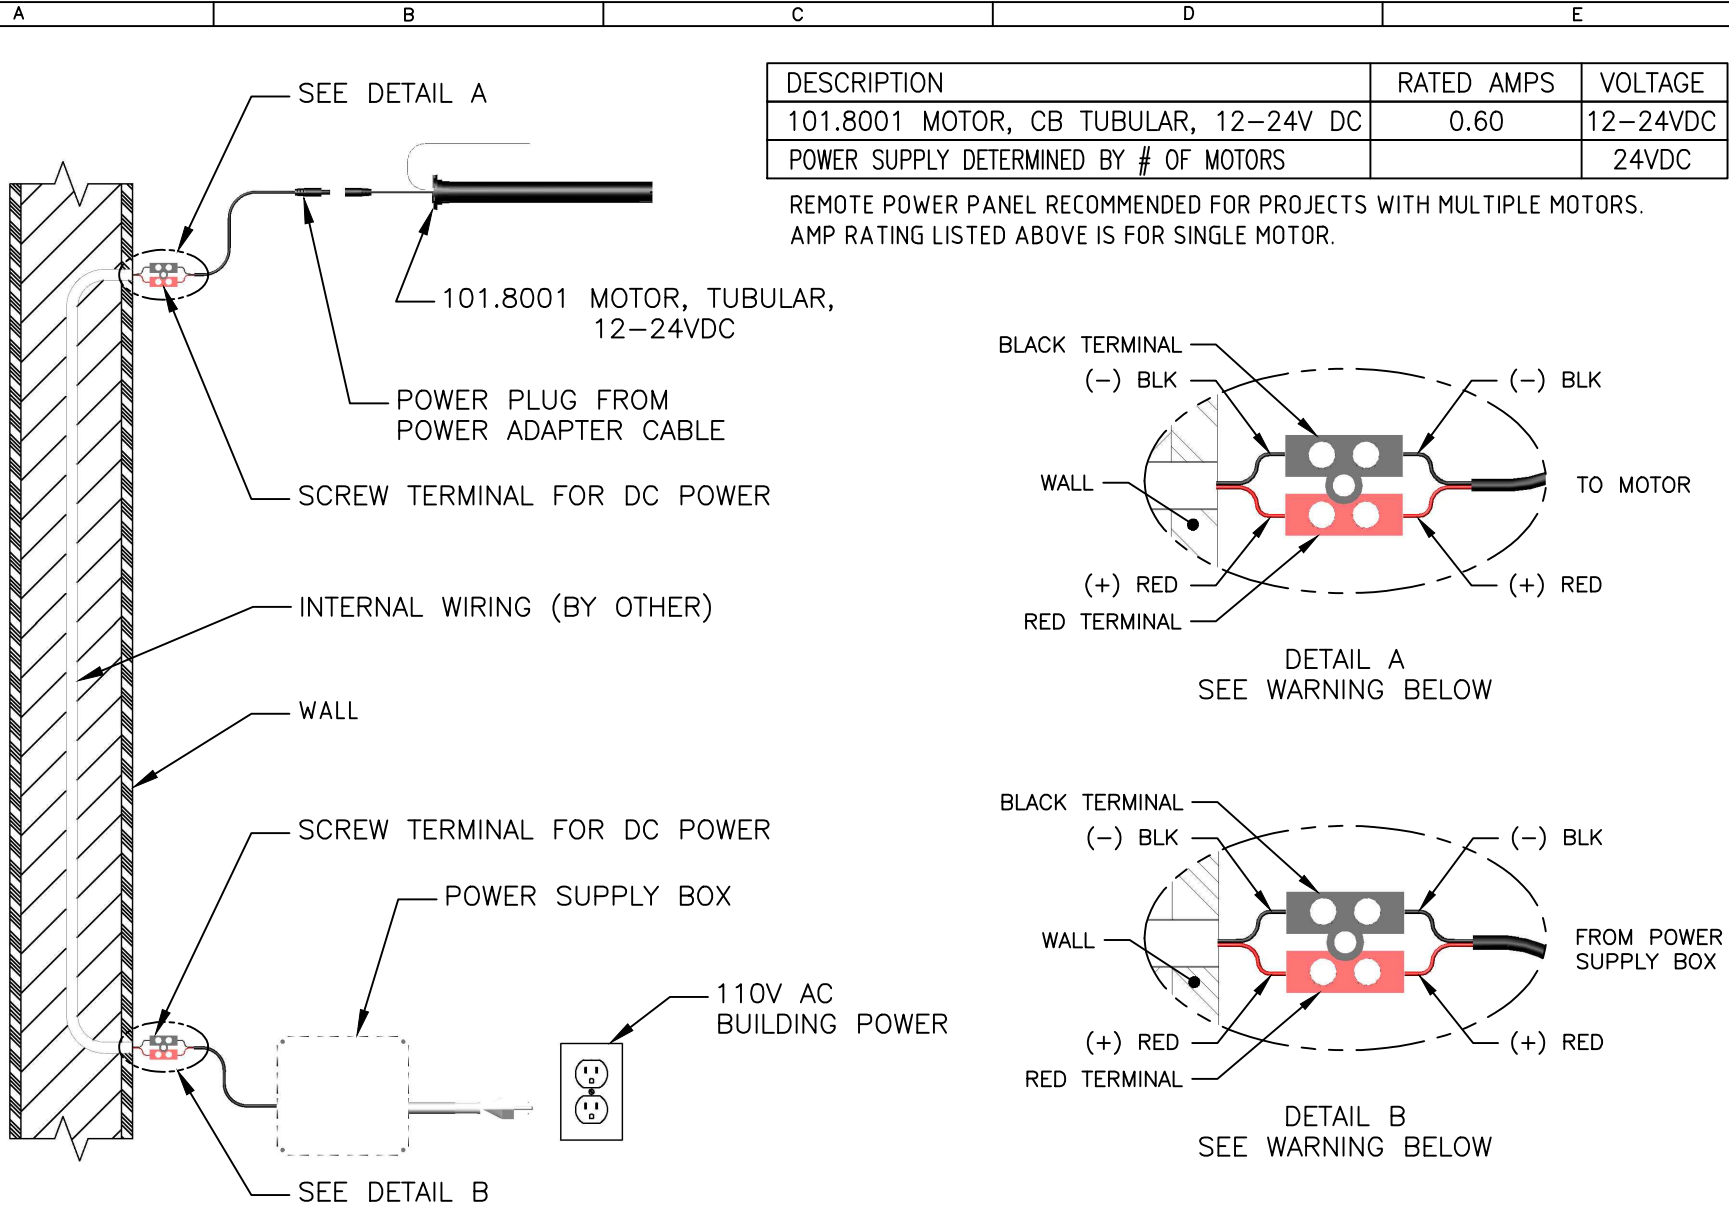 A B C D E
DESCRIPTION RATED AMPS VOLTAGE
101.8001 MOTOR, CB TUBULAR, 12-24V DC 0.60 12-24VDC
POWER SUPPLY DETERMINED BY # OF MOTORS 24VDC
REMOTE POWER PANEL RECOMMENDED FOR PROJECTS WITH MULTIPLE MOTORS.
AMP RATING LISTED ABOVE IS FOR SINGLE MOTOR.
SEE DETAIL A
101.8001 MOTOR, TUBULAR,
12-24VDC
POWER PLUG FROM
POWER ADAPTER CABLE
SCREW TERMINAL FOR DC POWER
INTERNAL WIRING (BY OTHER)
WALL
SCREW TERMINAL FOR DC POWER
POWER SUPPLY BOX
110V AC
BUILDING POWER
SEE DETAIL B
BLACK TERMINAL
(-) BLK
(-) BLK
WALL
TO MOTOR
(+) RED
(+) RED
RED TERMINAL
DETAIL A
SEE WARNING BELOW
BLACK TERMINAL
(-) BLK
(-) BLK
WALL
FROM POWER
SUPPLY BOX
(+) RED
(+) RED
RED TERMINAL
DETAIL B
SEE WARNING BELOW